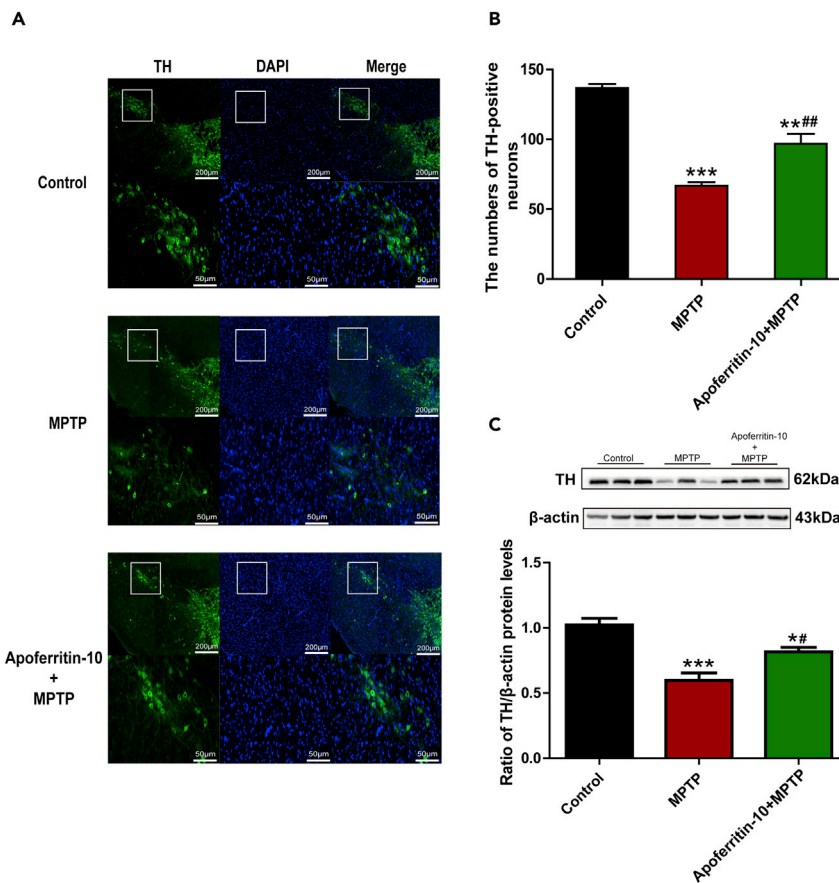 A
TH DAPI Merge
Control
200μm 200μm 200μm
50μm 50μm 50μm
MPTP
200μm 200μm 200μm
50μm 50μm 50μm
Apoferritin-10
+
MPTP
200μm 200μm 200μm
50μm 50μm 50μm
B
The numbers of TH-positive
neurons
150
100
50
0
***
**##
Control
MPTP
Apoferritin-10+MPTP
C
Control MPTP Apoferritin-10
+
MPTP
TH 62kDa
β-actin 43kDa
Ratio of TH/β-actin protein levels
1.5
1.0
0.5
0.0
***
*#
Control
MPTP
Apoferritin-10+MPTP